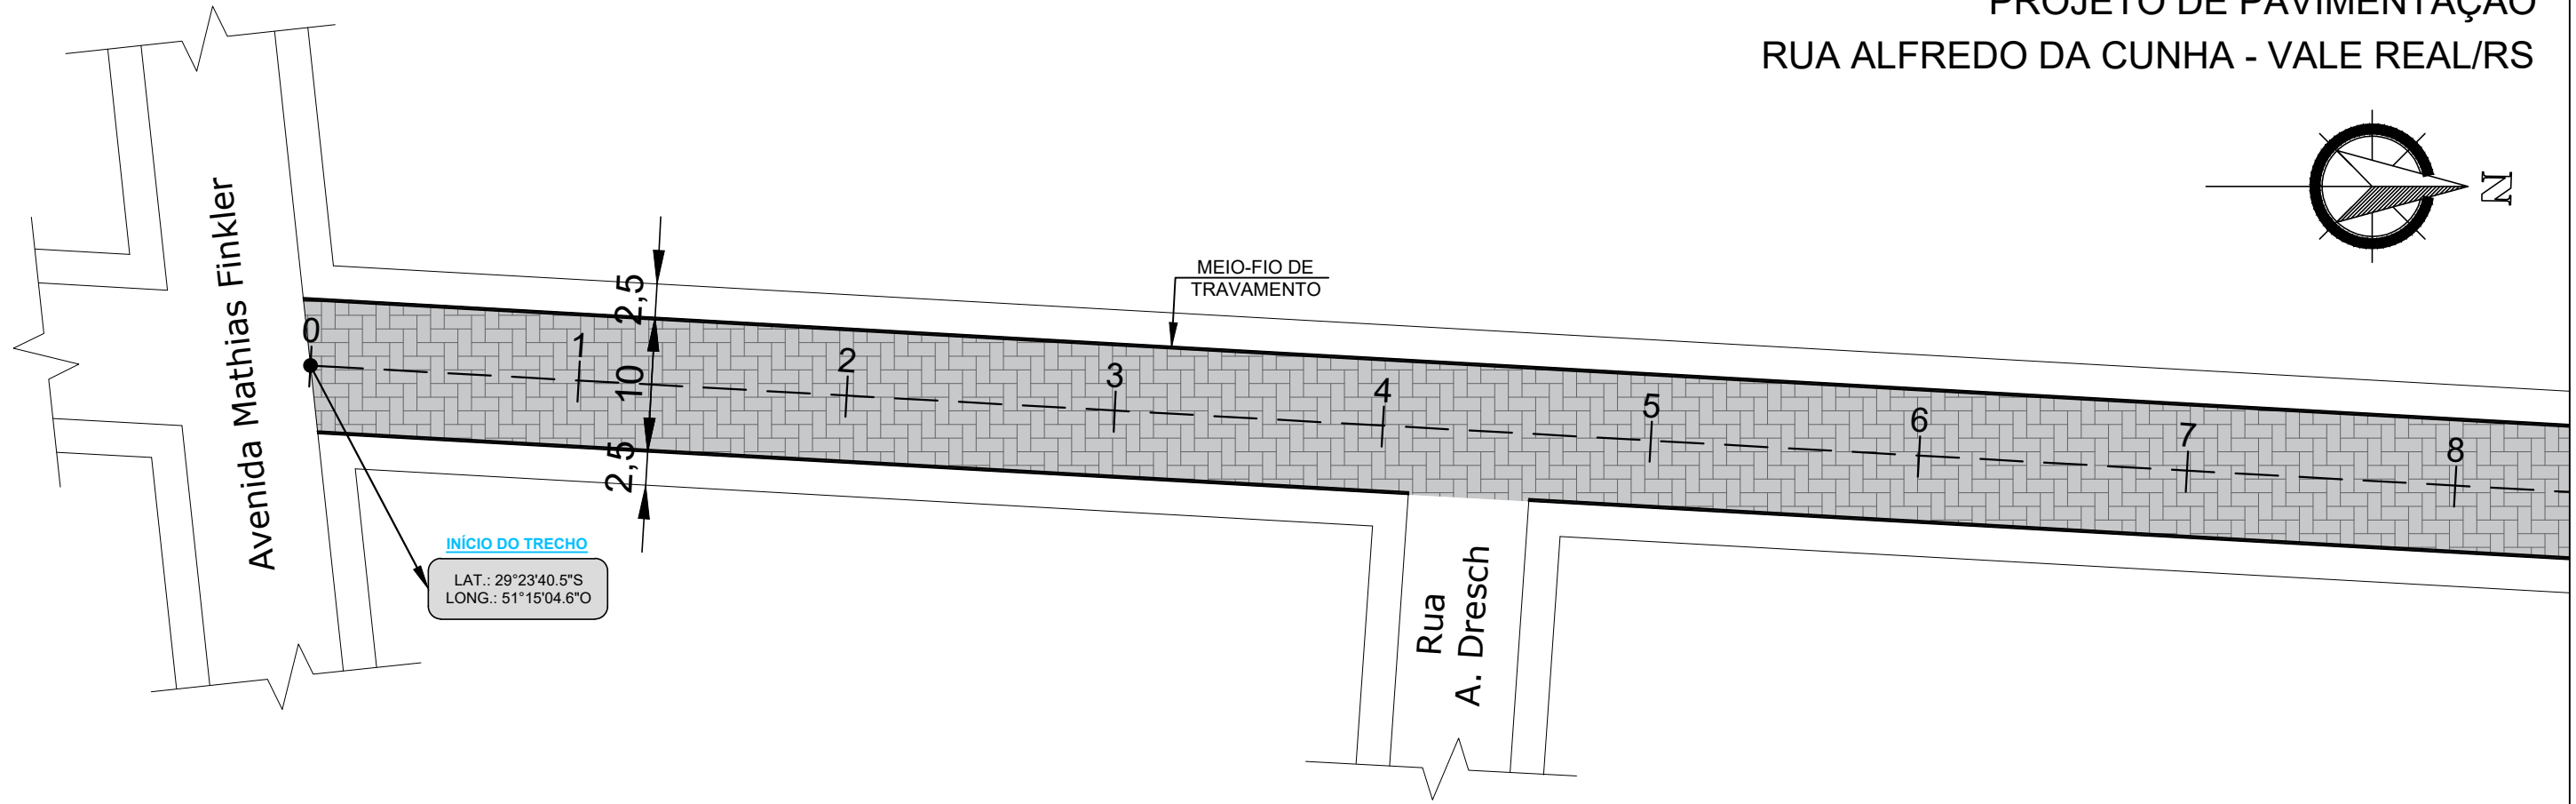 PROJETO DE PAVIMENTAÇÃO
RUA ALFREDO DA CUNHA - VALE REAL/RS
N
Avenida Mathias Finkler
MEIO-FIO DE
TRAVAMENTO
2,5
10
2,5
0
1
2
3
4
5
6
7
8
INÍCIO DO TRECHO
LAT.: 29°23'40.5"S
LONG.: 51°15'04.6"O
Rua
A. Dresch